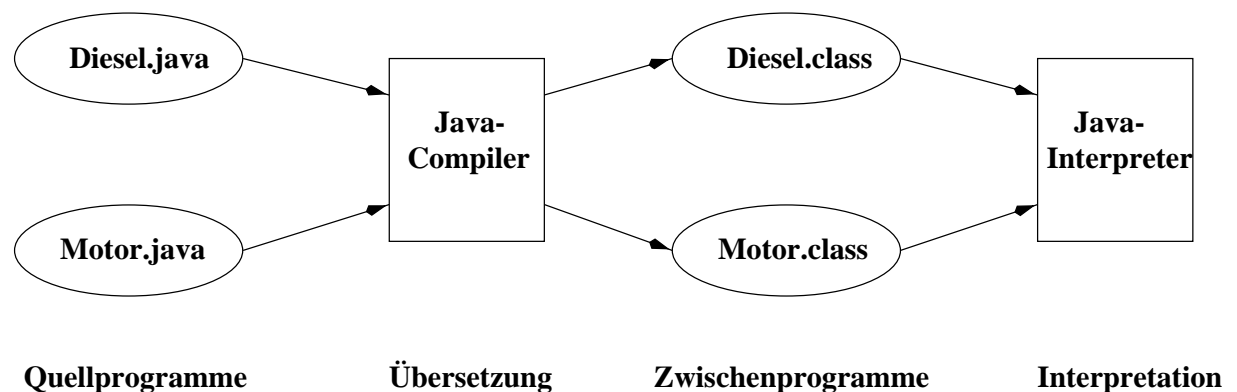 Diesel.java
Diesel.class
Java-
Compiler
Java-
Interpreter
Motor.java
Motor.class
Quellprogramme
Übersetzung
Zwischenprogramme
Interpretation